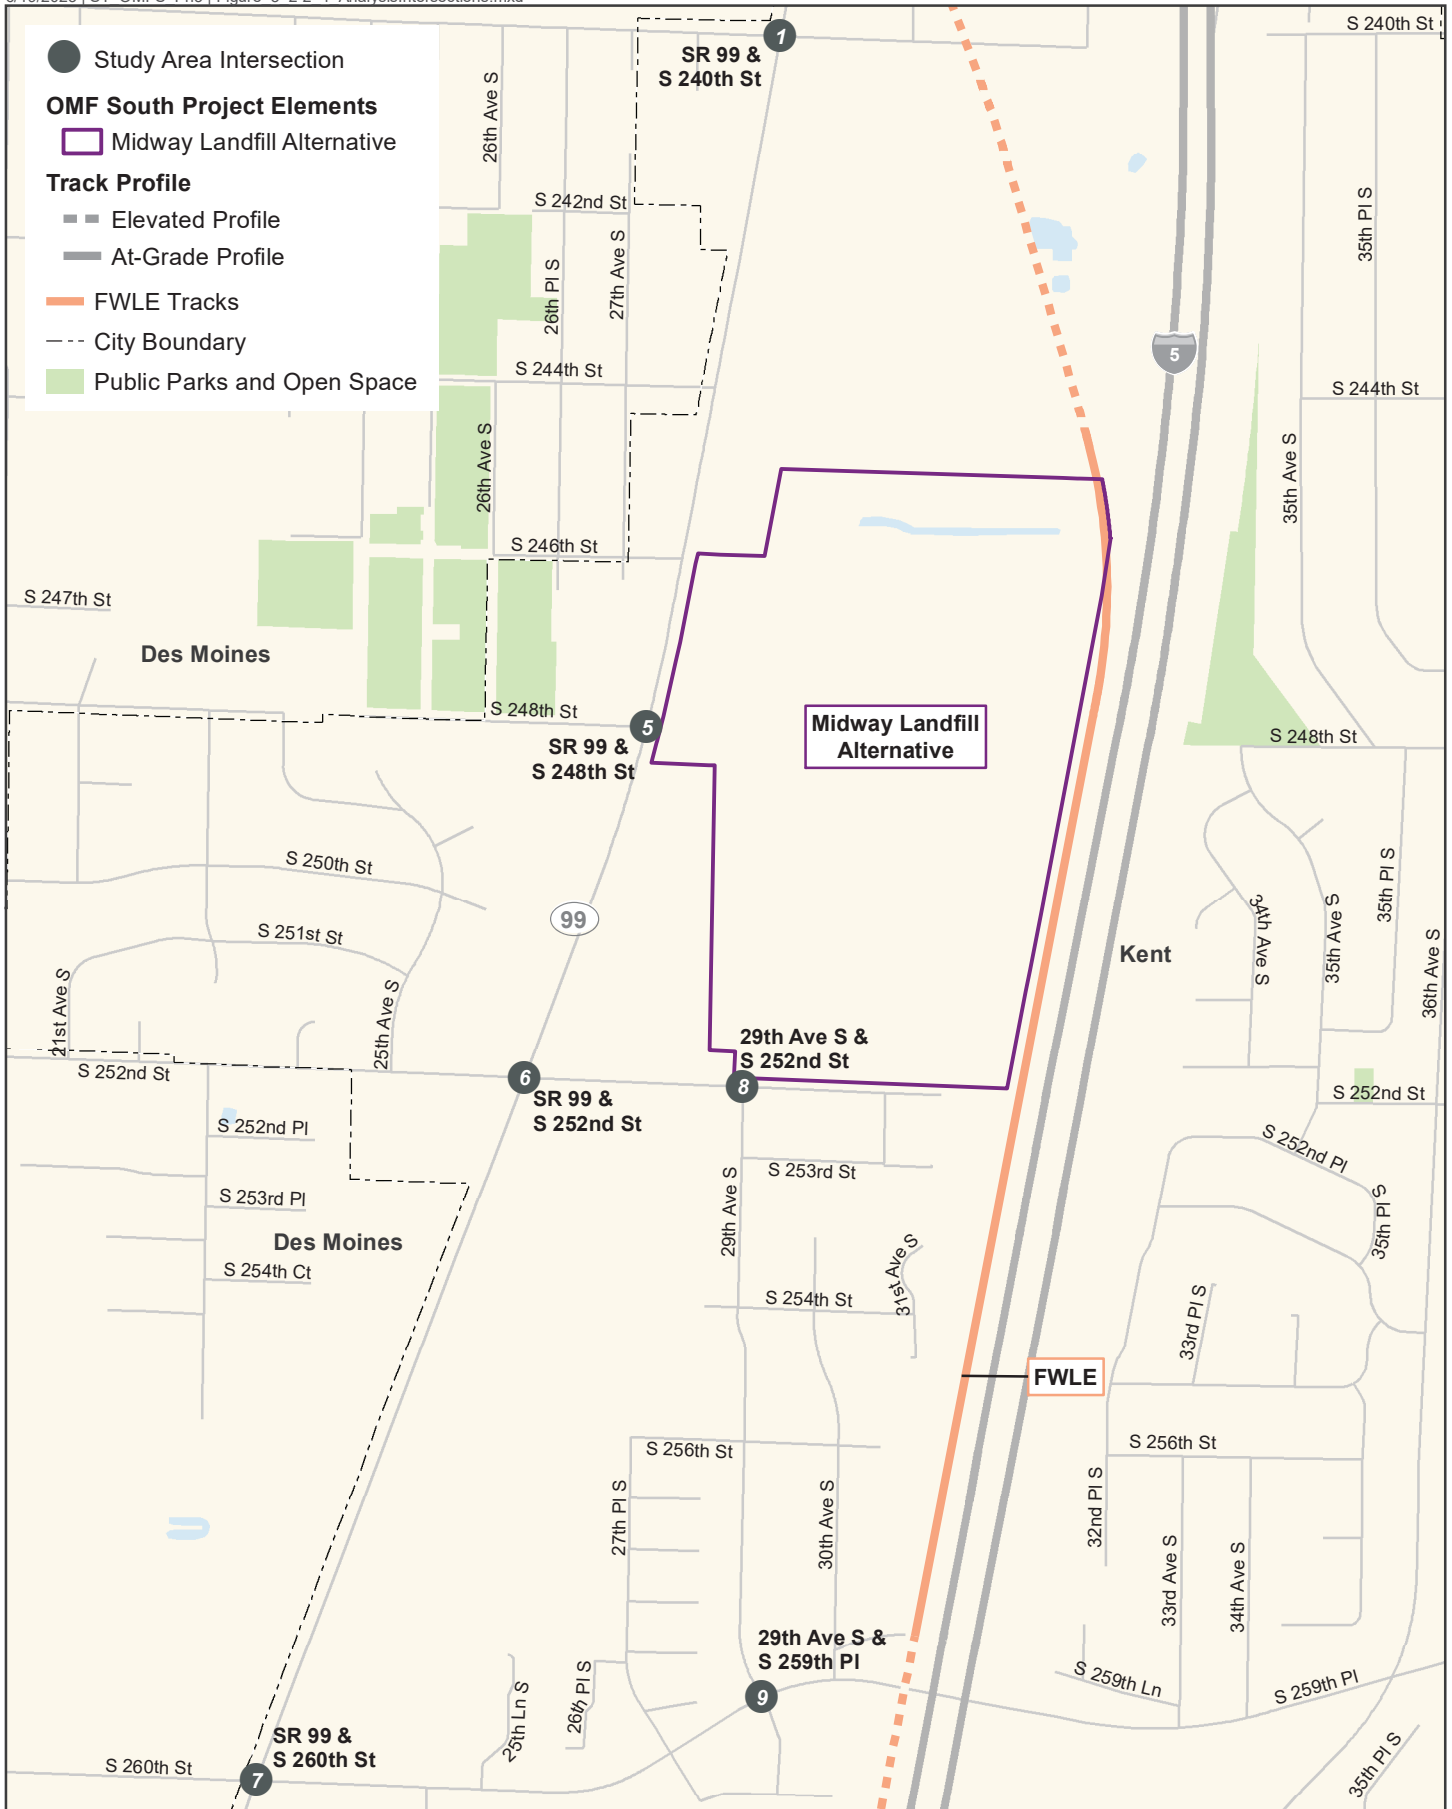 S 240th St
1
SR 99 &
S 240th St
Study Area Intersection
OMF South Project Elements
Midway Landfill Alternative
Track Profile
Elevated Profile
At-Grade Profile
FWLE Tracks
City Boundary
Public Parks and Open Space
26th Ave S
S 242nd St
26th Pl S
27th Ave S
35th Pl S
5
S 244th St
S 244th St
26th Ave S
35th Ave S
S 246th St
S 247th St
Des Moines
S 248th St
5
SR 99 &
S 248th St
Midway Landfill
Alternative
S 248th St
S 250th St
99
S 251st St
21st Ave S
25th Ave S
Kent
34th Ave S
35th Ave S
35th Pl S
36th Ave S
29th Ave S &
S 252nd St
8
6
SR 99 &
S 252nd St
S 252nd St
S 252nd St
S 252nd Pl
S 252nd Pl
S 253rd St
S 253rd Pl
29th Ave S
35th Pl S
Des Moines
S 254th Ct
31st Ave S
S 254th St
33rd Pl S
FWLE
S 256th St
S 256th St
27th Pl S
30th Ave S
32nd Pl S
33rd Ave S
34th Ave S
29th Ave S &
S 259th Pl
9
S 259th Ln
S 259th Pl
25th Ln S
26th Pl S
SR 99 &
S 260th St
7
S 260th St
35th Pl S